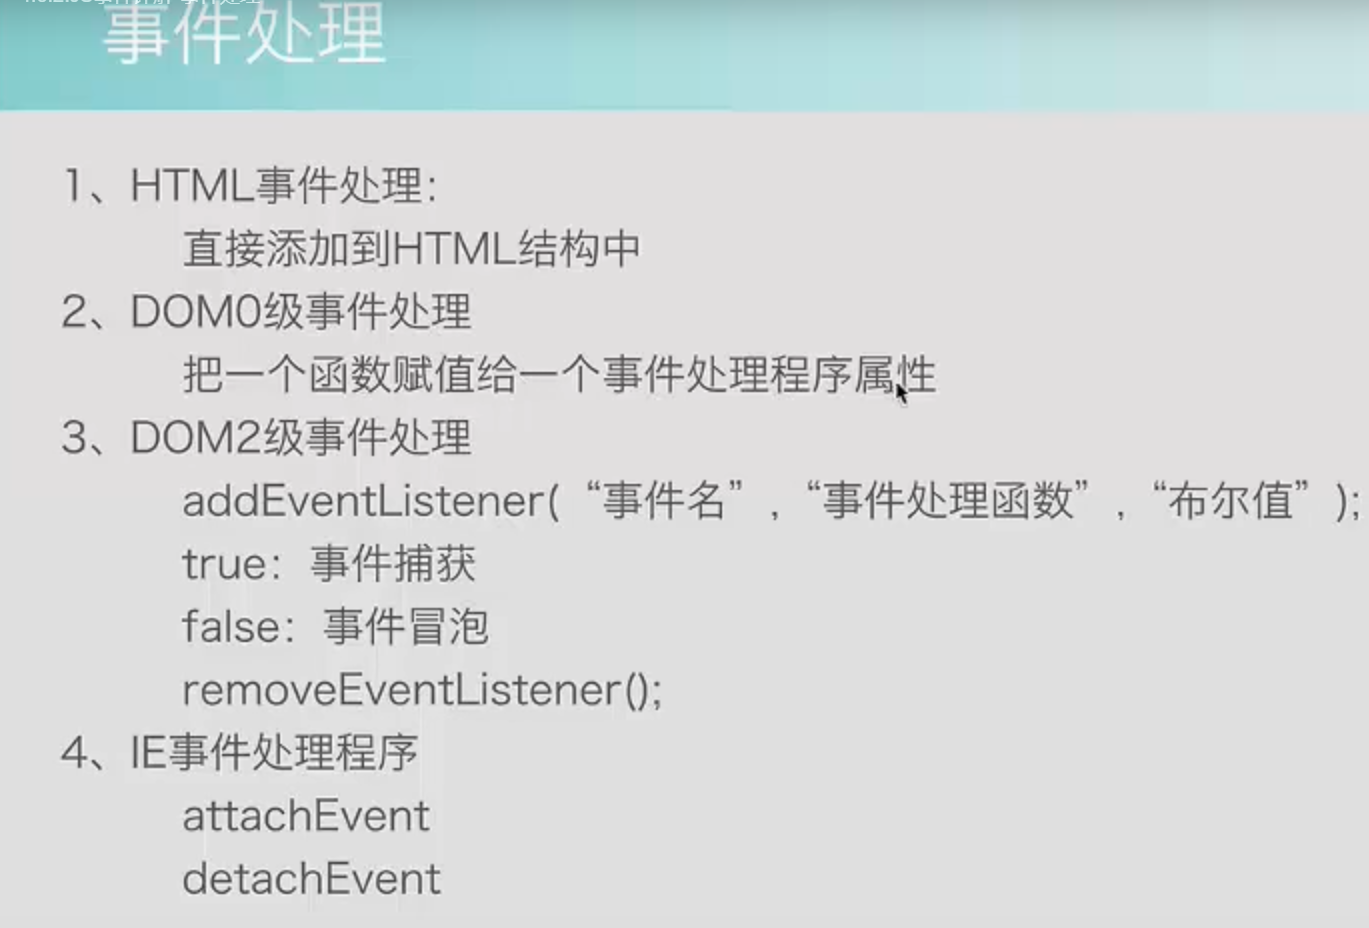 事件处理
1、HTML事件处理：
直接添加到HTML结构中
2、DOM0级事件处理
把一个函数赋值给一个事件处理程序属性
3、DOM2级事件处理
addEventListener(“事件名”,“事件处理函数”,“布尔值”);
true：事件捕获
false：事件冒泡
removeEventListener();
4、IE事件处理程序
attachEvent
detachEvent